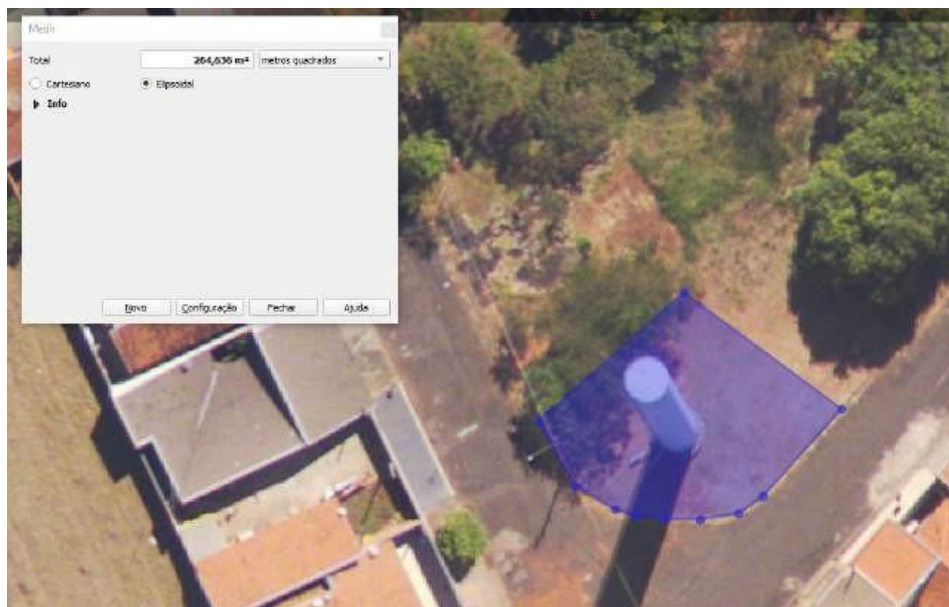 Medir
Total 264,636 m² metros quadrados
Cartesiano Elipsoidal
Info
Novo Configuração Fechar Ajuda